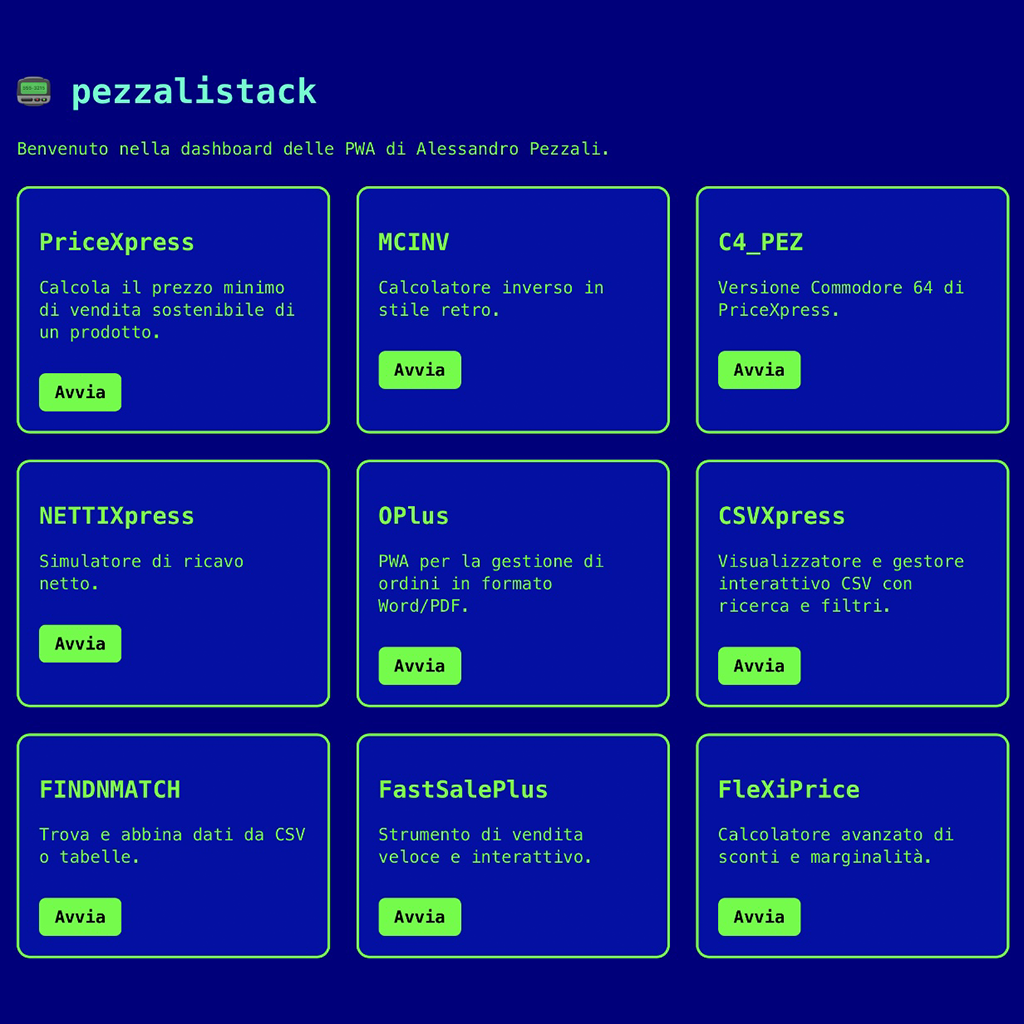 pezzalistack
Benvenuto nella dashboard delle PWA di Alessandro Pezzali.
PriceXpress
Calcola il prezzo minimo
di vendita sostenibile di
un prodotto.
Avvia
MCINV
Calcolatore inverso in
stile retro.
Avvia
C4_PEZ
Versione Commodore 64 di
PriceXpress.
Avvia
NETTIXpress
Simulatore di ricavo
netto.
Avvia
OPlus
PWA per la gestione di
ordini in formato
Word/PDF.
Avvia
CSVXpress
Visualizzatore e gestore
interattivo CSV con
ricerca e filtri.
Avvia
FINDNMATCH
Trova e abbina dati da CSV
o tabelle.
Avvia
FastSalePlus
Strumento di vendita
veloce e interattivo.
Avvia
FleXiPrice
Calcolatore avanzato di
sconti e marginalità.
Avvia